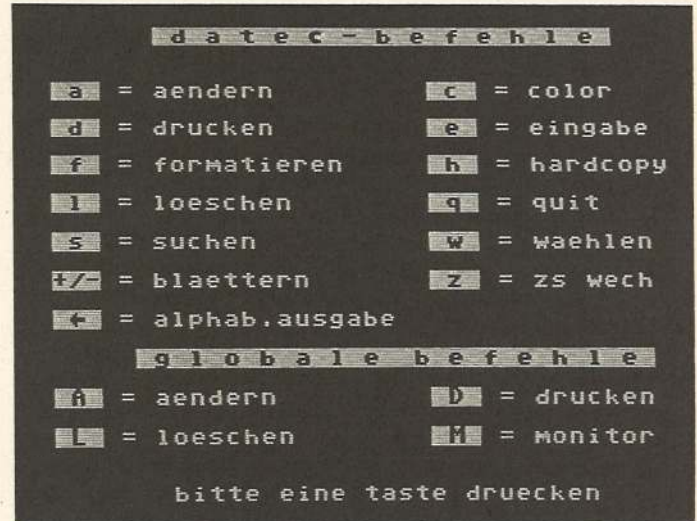 datec-befehle
a = aendern c = color
d = drucken e = eingabe
f = formatieren h = hardcopy
l = loeschen q = quit
s = suchen w = waehlen
+/- = blaettern z = zs wech
← = alphab.ausgabe
globale befehle
A = aendern D = drucken
L = loeschen M = monitor
bitte eine taste druecken